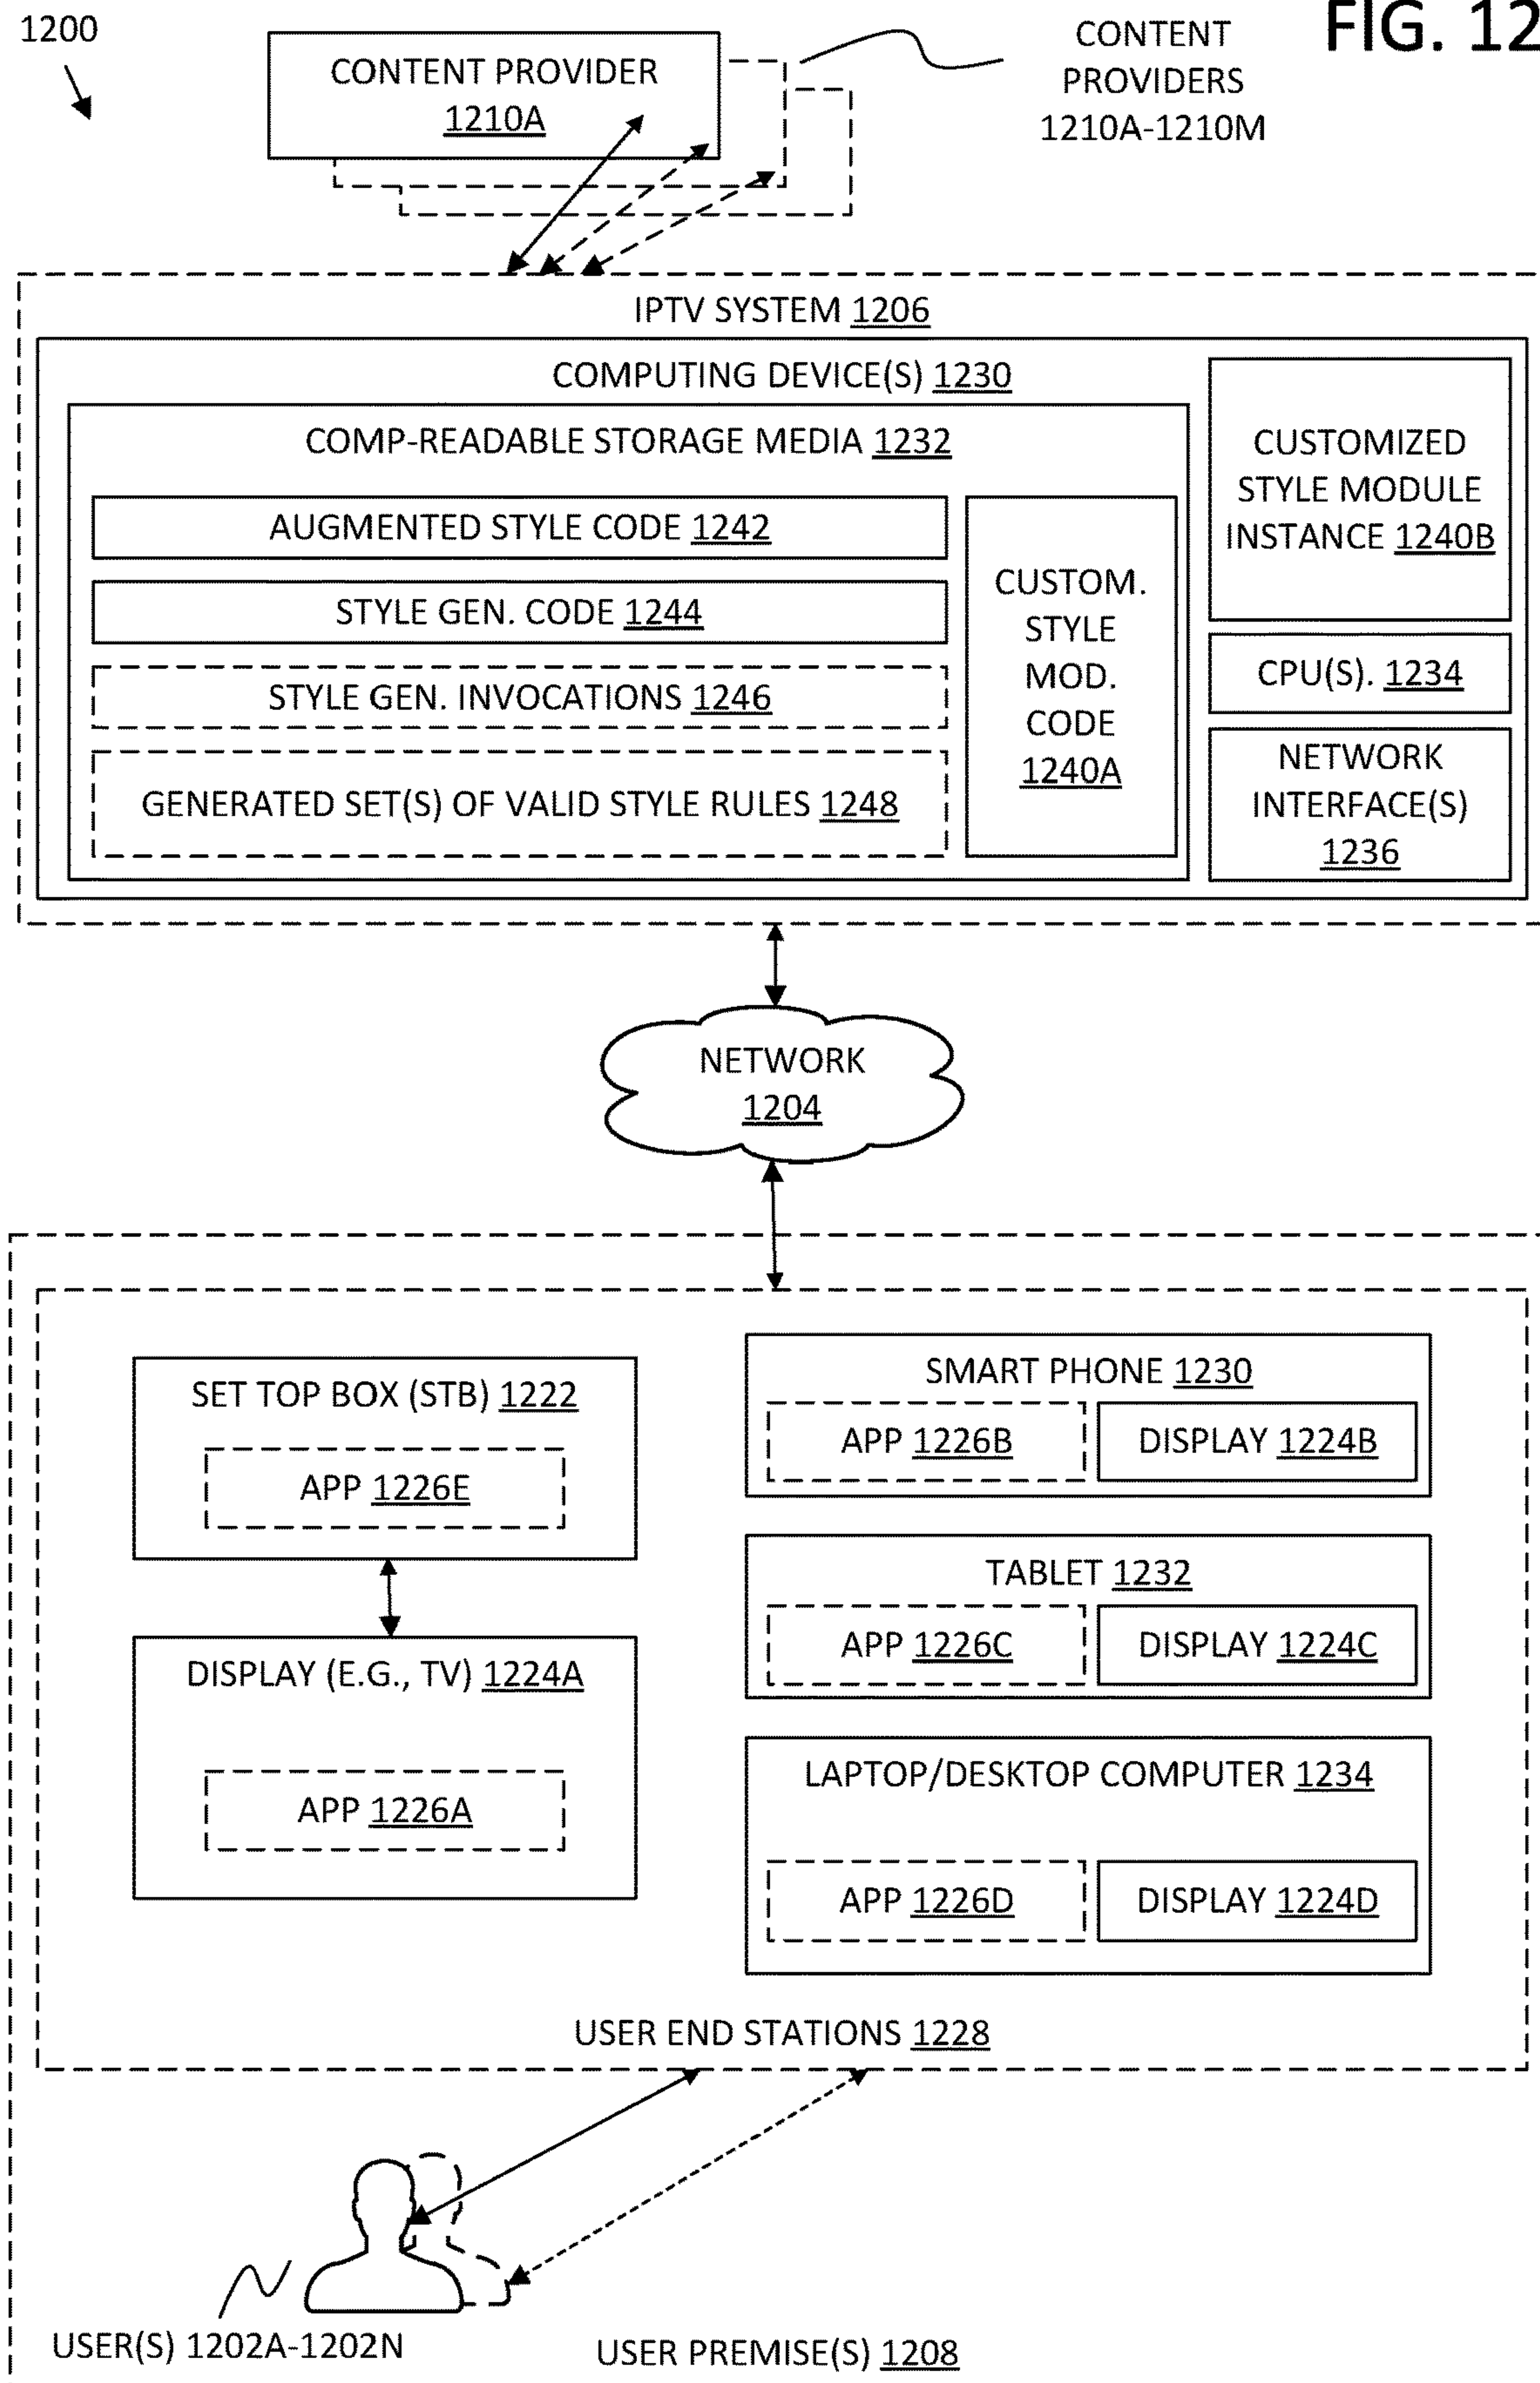 FIG. 12
1200
CONTENT PROVIDER
1210A
CONTENT
PROVIDERS
1210A-1210M
IPTV SYSTEM 1206
COMPUTING DEVICE(S) 1230
COMP-READABLE STORAGE MEDIA 1232
AUGMENTED STYLE CODE 1242
STYLE GEN. CODE 1244
STYLE GEN. INVOCATIONS 1246
GENERATED SET(S) OF VALID STYLE RULES 1248
CUSTOM.
STYLE
MOD.
CODE
1240A
CUSTOMIZED
STYLE MODULE
INSTANCE 1240B
CPU(S). 1234
NETWORK
INTERFACE(S)
1236
NETWORK
1204
SET TOP BOX (STB) 1222
APP 1226E
DISPLAY (E.G., TV) 1224A
APP 1226A
SMART PHONE 1230
APP 1226B
DISPLAY 1224B
TABLET 1232
APP 1226C
DISPLAY 1224C
LAPTOP/DESKTOP COMPUTER 1234
APP 1226D
DISPLAY 1224D
USER END STATIONS 1228
USER(S) 1202A-1202N
USER PREMISE(S) 1208